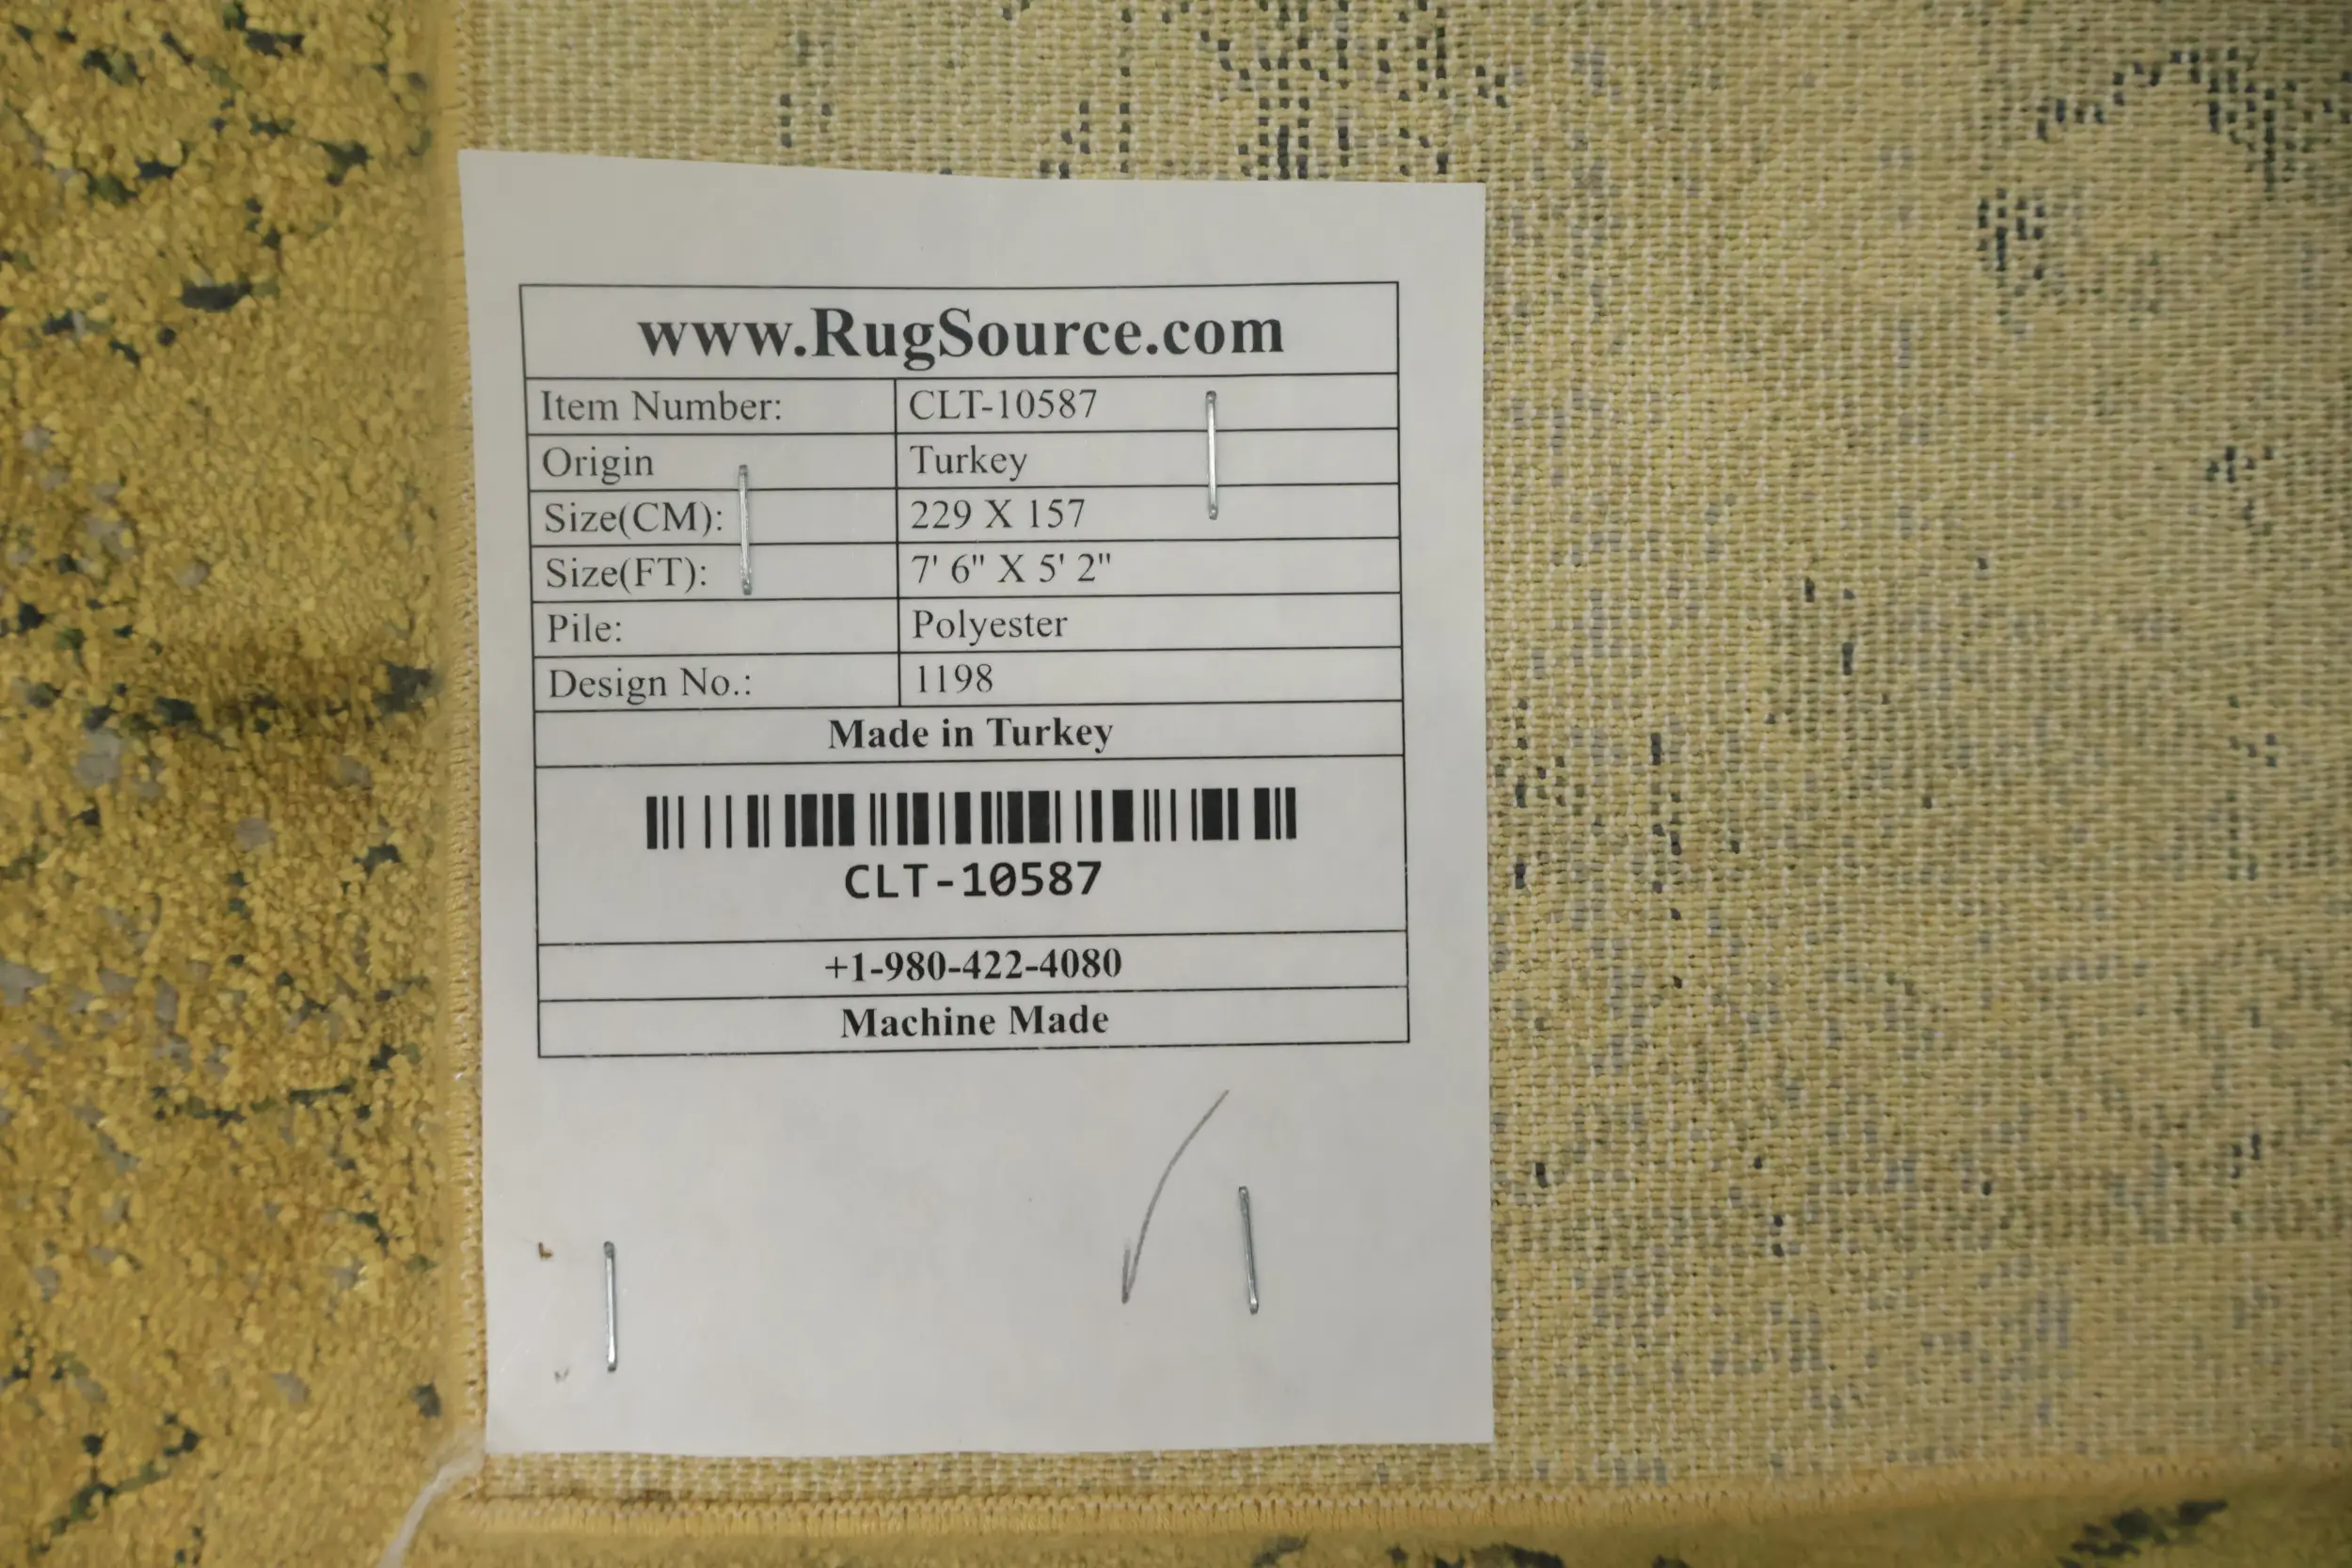 www.RugSource.com
Item Number: CLT-10587
Origin Turkey
Size(CM): 229 X 157
Size(FT): 7' 6" X 5' 2"
Pile: Polyester
Design No.: 1198
Made in Turkey
CLT-10587
+1-980-422-4080
Machine Made